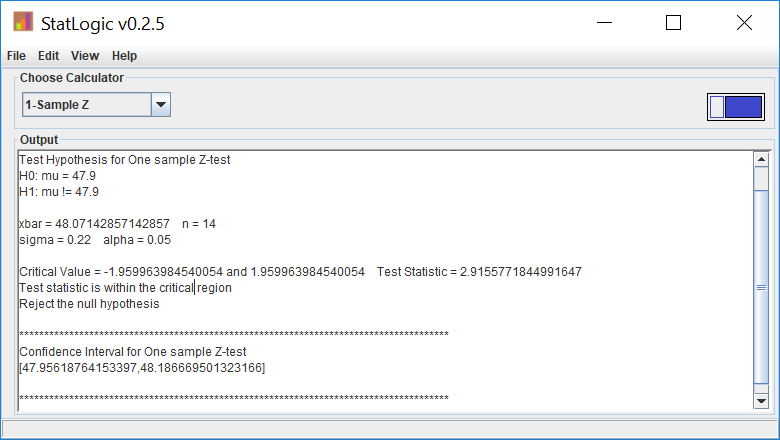 StatLogic v0.2.5
File Edit View Help
Choose Calculator
1-Sample Z
Output
Test Hypothesis for One sample Z-test
H0: mu = 47.9
H1: mu != 47.9
xbar = 48.07142857142857 n = 14
sigma = 0.22 alpha = 0.05
Critical Value = -1.959963984540054 and 1.959963984540054 Test Statistic = 2.9155771844991647
Test statistic is within the critical region
Reject the null hypothesis
**************************************************************************************
Confidence Interval for One sample Z-test
[47.95618764153397,48.186669501323166]
**************************************************************************************